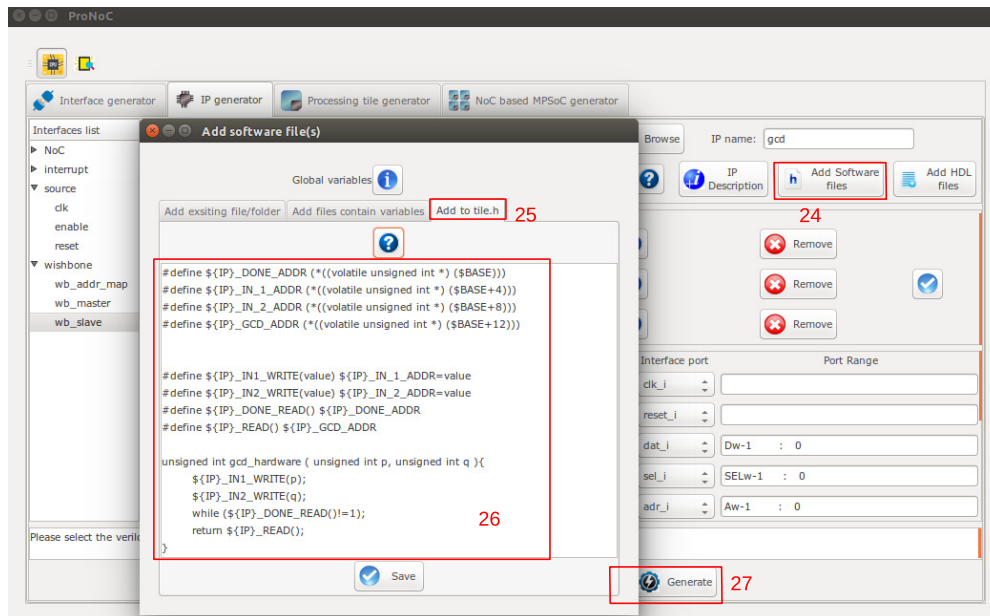 ProNoC
Interface generator
IP generator
Processing tile generator
NoC based MPSoC generator
Interfaces list
NoC
interrupt
source
clk
enable
reset
wishbone
wb_addr_map
wb_master
wb_slave
Add software file(s)
Global variables
Add exsiting file/folder
Add files contain variables
Add to tile.h
25
#define ${IP}_DONE_ADDR (*((volatile unsigned int *) ($BASE)))
#define ${IP}_IN_1_ADDR (*((volatile unsigned int *) ($BASE+4)))
#define ${IP}_IN_2_ADDR (*((volatile unsigned int *) ($BASE+8)))
#define ${IP}_GCD_ADDR (*((volatile unsigned int *) ($BASE+12)))
#define ${IP}_IN1_WRITE(value) ${IP}_IN_1_ADDR=value
#define ${IP}_IN2_WRITE(value) ${IP}_IN_2_ADDR=value
#define ${IP}_DONE_READ() ${IP}_DONE_ADDR
#define ${IP}_READ() ${IP}_GCD_ADDR
unsigned int gcd_hardware ( unsigned int p, unsigned int q ){
${IP}_IN1_WRITE(p);
${IP}_IN2_WRITE(q);
while (${IP}_DONE_READ()!=1);
return ${IP}_READ();
}
26
Save
Browse
IP name:
gcd
IP
Description
h
Add Software
files
Add HDL
files
24
Remove
Remove
Remove
Interface port
Port Range
clk_i
reset_i
dat_i
Dw-1 : 0
sel_i
SELw-1 : 0
adr_i
Aw-1 : 0
Please select the veril
Generate
27